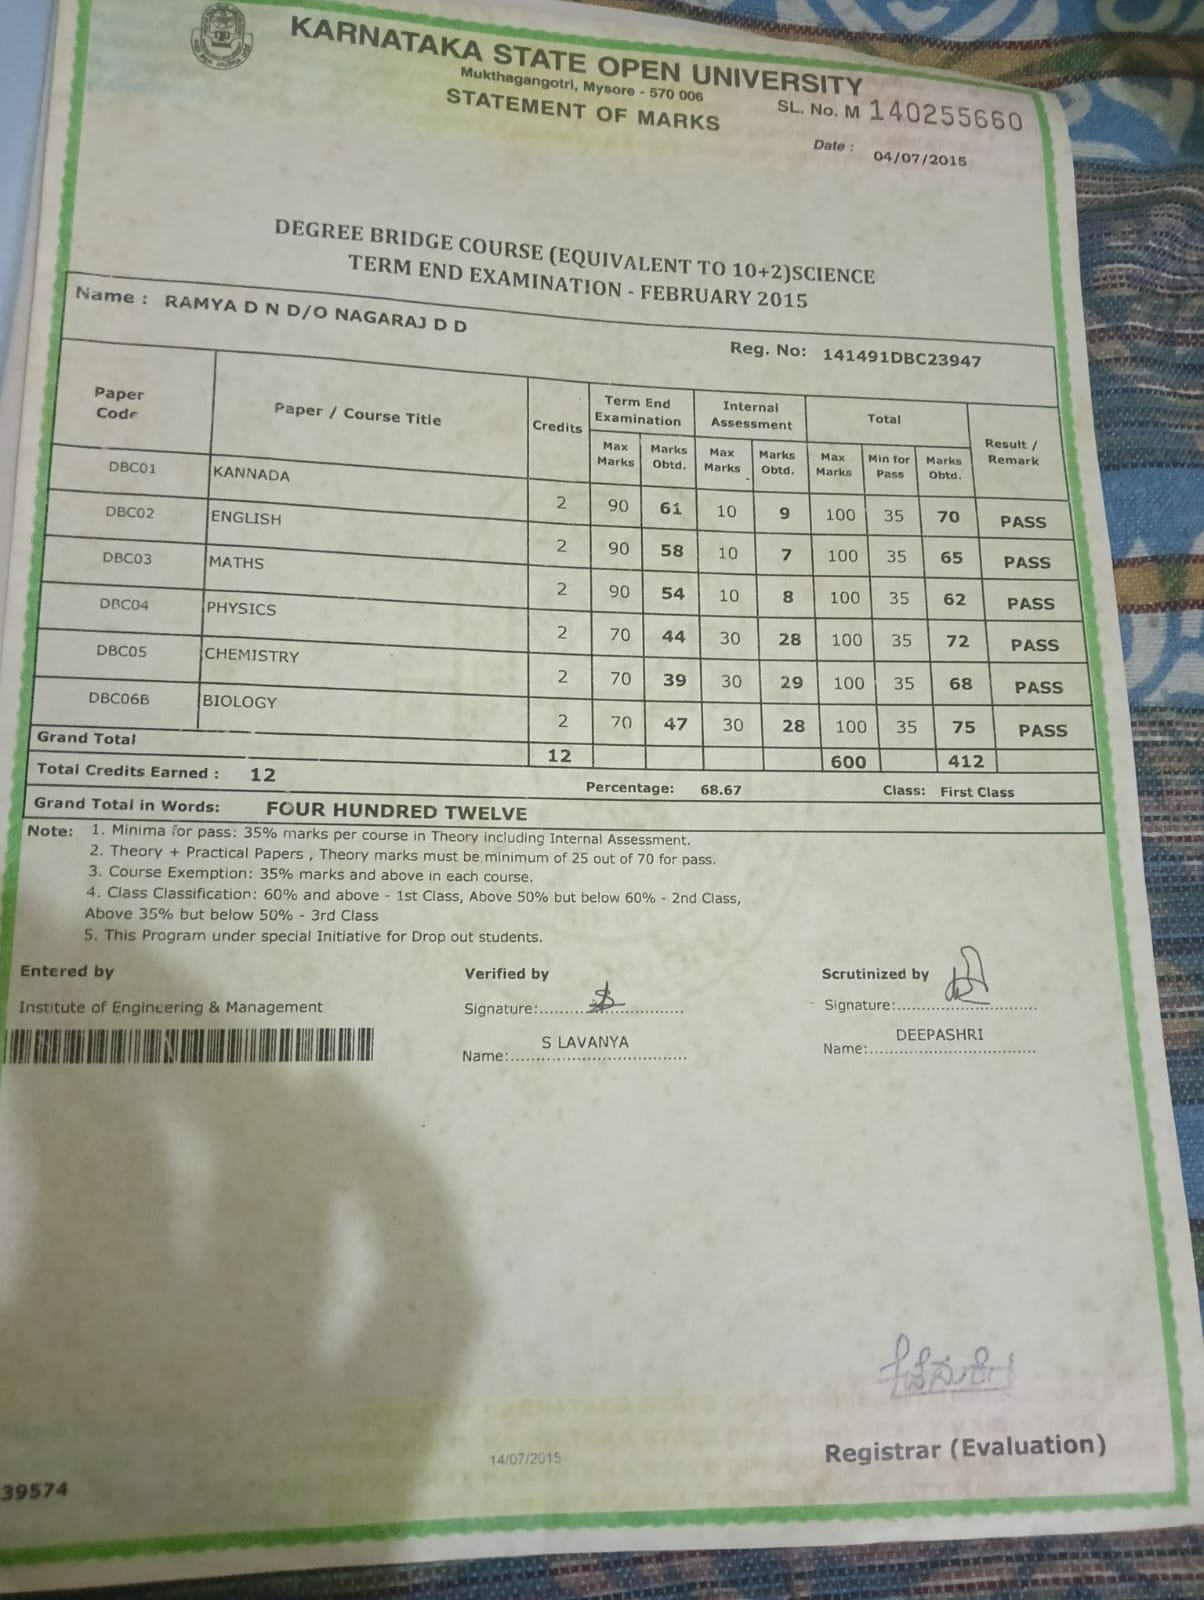 KARNATAKA STATE OPEN UNIVERSITY
Mukthagangotri, Mysore - 570 006
STATEMENT OF MARKS
SL. No. M 140255660
Date : 04/07/2015
DEGREE BRIDGE COURSE (EQUIVALENT TO 10+2)SCIENCE
TERM END EXAMINATION - FEBRUARY 2015
Name : RAMYA D N D/O NAGARAJ D D
Reg. No: 141491DBC23947
Paper Code Paper / Course Title Credits Term End Examination Internal Assessment Total Result / Remark
Max Marks Marks Obtd. Max Marks Marks Obtd. Max Marks Min for Pass Marks Obtd.
DBC01 KANNADA 2 90 61 10 9 100 35 70 PASS
DBC02 ENGLISH 2 90 58 10 7 100 35 65 PASS
DBC03 MATHS 2 90 54 10 8 100 35 62 PASS
DBC04 PHYSICS 2 70 44 30 28 100 35 72 PASS
DBC05 CHEMISTRY 2 70 39 30 29 100 35 68 PASS
DBC06B BIOLOGY 2 70 47 30 28 100 35 75 PASS
Grand Total 12 600 412
Total Credits Earned : 12 Percentage: 68.67 Class: First Class
Grand Total in Words: FOUR HUNDRED TWELVE
Note: 1. Minima for pass: 35% marks per course in Theory including Internal Assessment.
2. Theory + Practical Papers , Theory marks must be minimum of 25 out of 70 for pass.
3. Course Exemption: 35% marks and above in each course.
4. Class Classification: 60% and above - 1st Class, Above 50% but below 60% - 2nd Class,
Above 35% but below 50% - 3rd Class
5. This Program under special Initiative for Drop out students.
Entered by Verified by Scrutinized by
Institute of Engineering & Management Signature:........................ Signature:........................
S LAVANYA DEEPASHRI
Name:........................ Name:........................
14/07/2015
Registrar (Evaluation)
39574